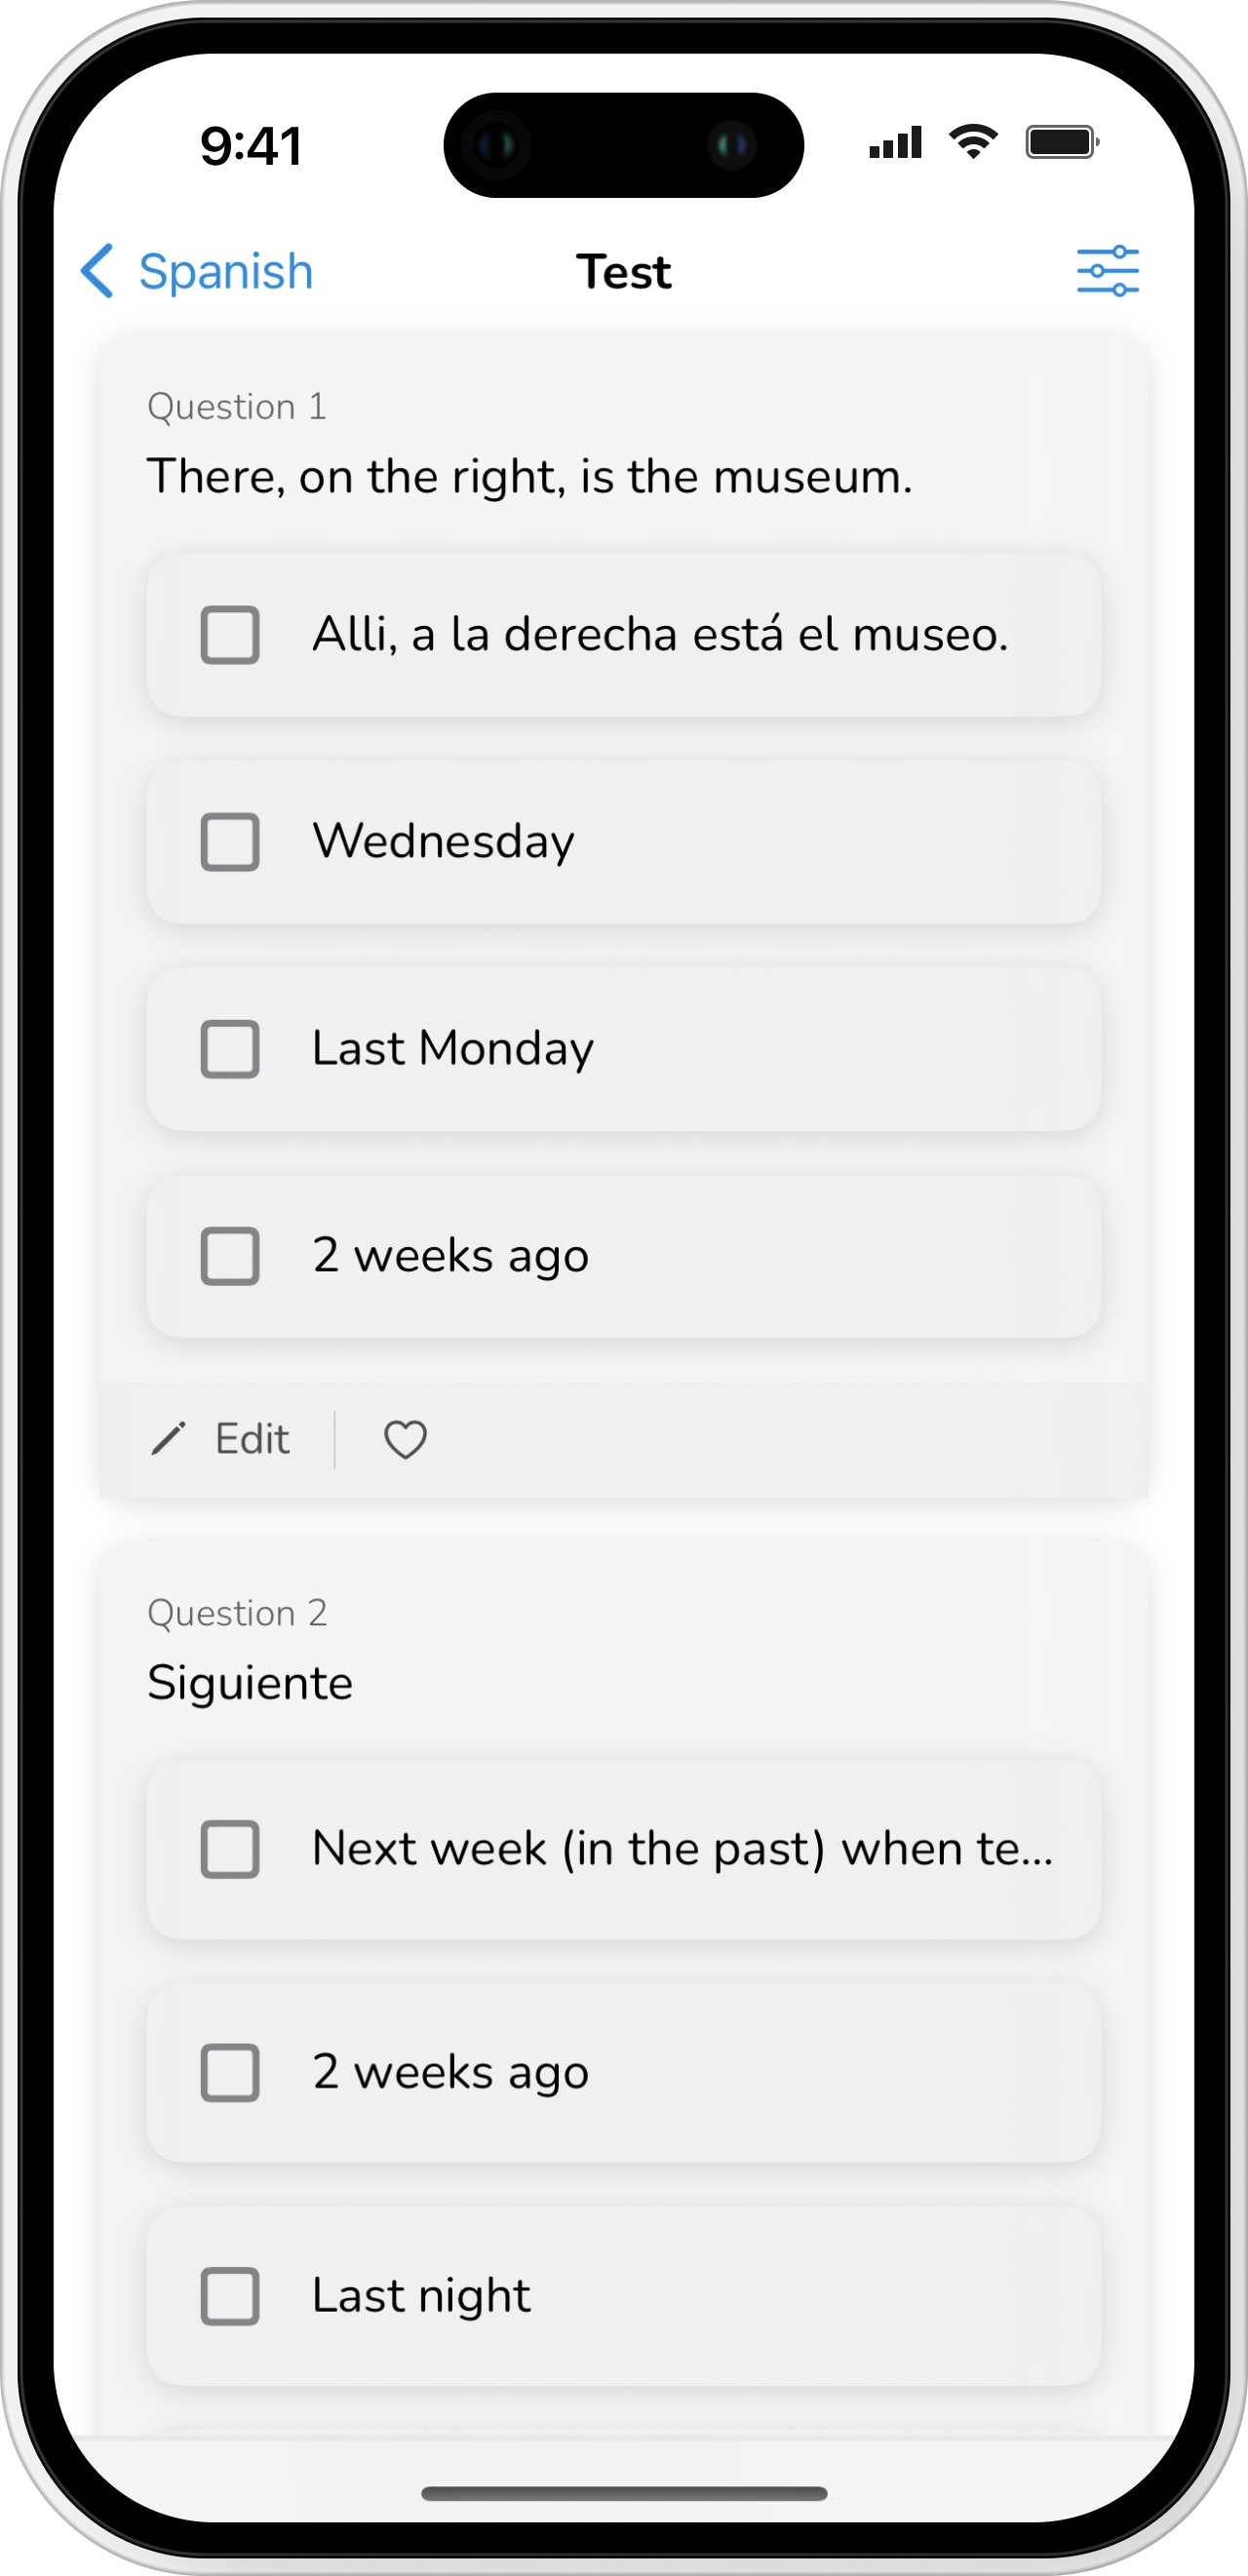 9:41
Spanish
Test
Question 1
There, on the right, is the museum.
Alli, a la derecha está el museo.
Wednesday
Last Monday
2 weeks ago
Edit
Question 2
Siguiente
Next week (in the past) when te...
2 weeks ago
Last night